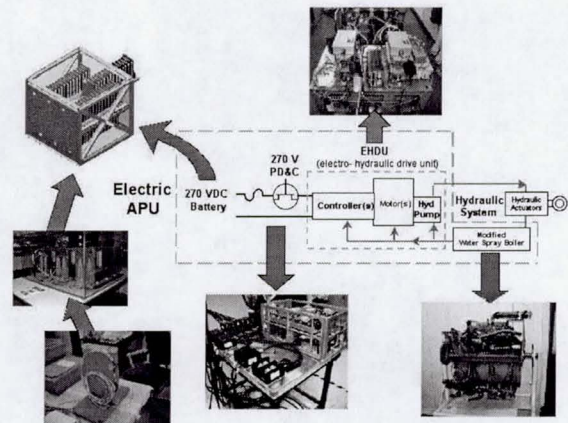 270 V
PD&C
EHDU
(electro- hydraulic drive unit)
Electric
APU
270 VDC
Battery
Controller(s)
Motor(s)
Hyd
Pump
Hydraulic
System
Hydraulic
Actuators
Modified
Water Spray Boiler